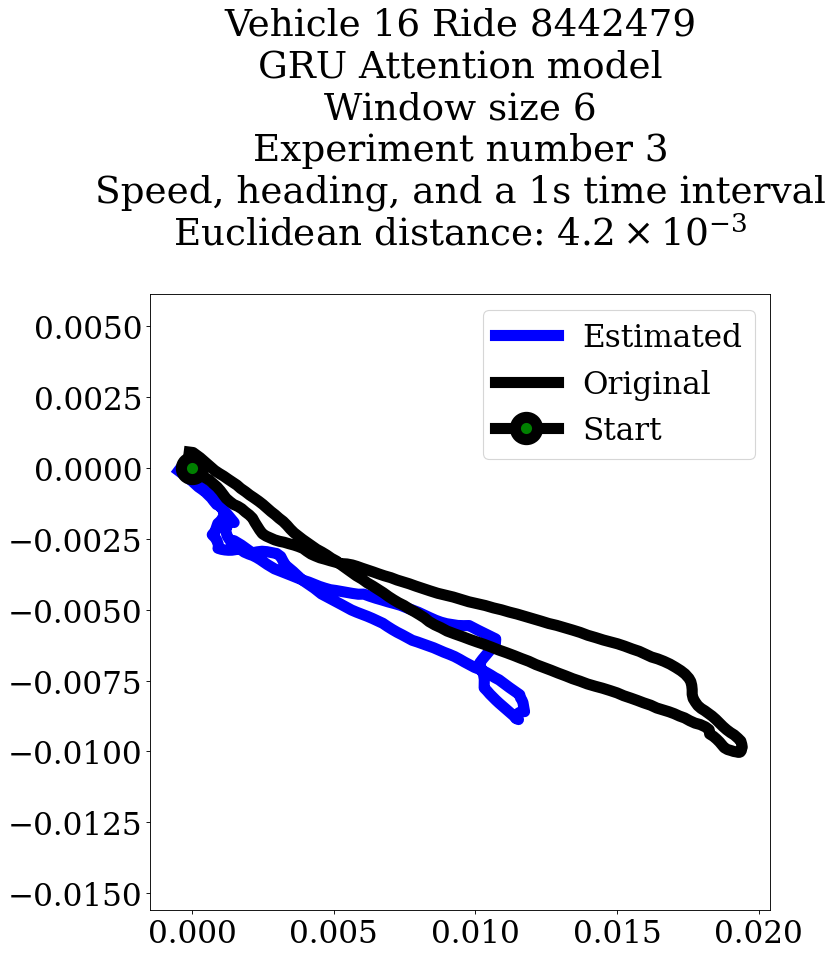 Vehicle 16 Ride 8442479
GRU Attention model
Window size 6
Experiment number 3
Speed, heading, and a 1s time interval
Euclidean distance: 4.2 × 10⁻³
Estimated
Original
Start
0.0050
0.0025
0.0000
−0.0025
−0.0050
−0.0075
−0.0100
−0.0125
−0.0150
0.000 0.005 0.010 0.015 0.020